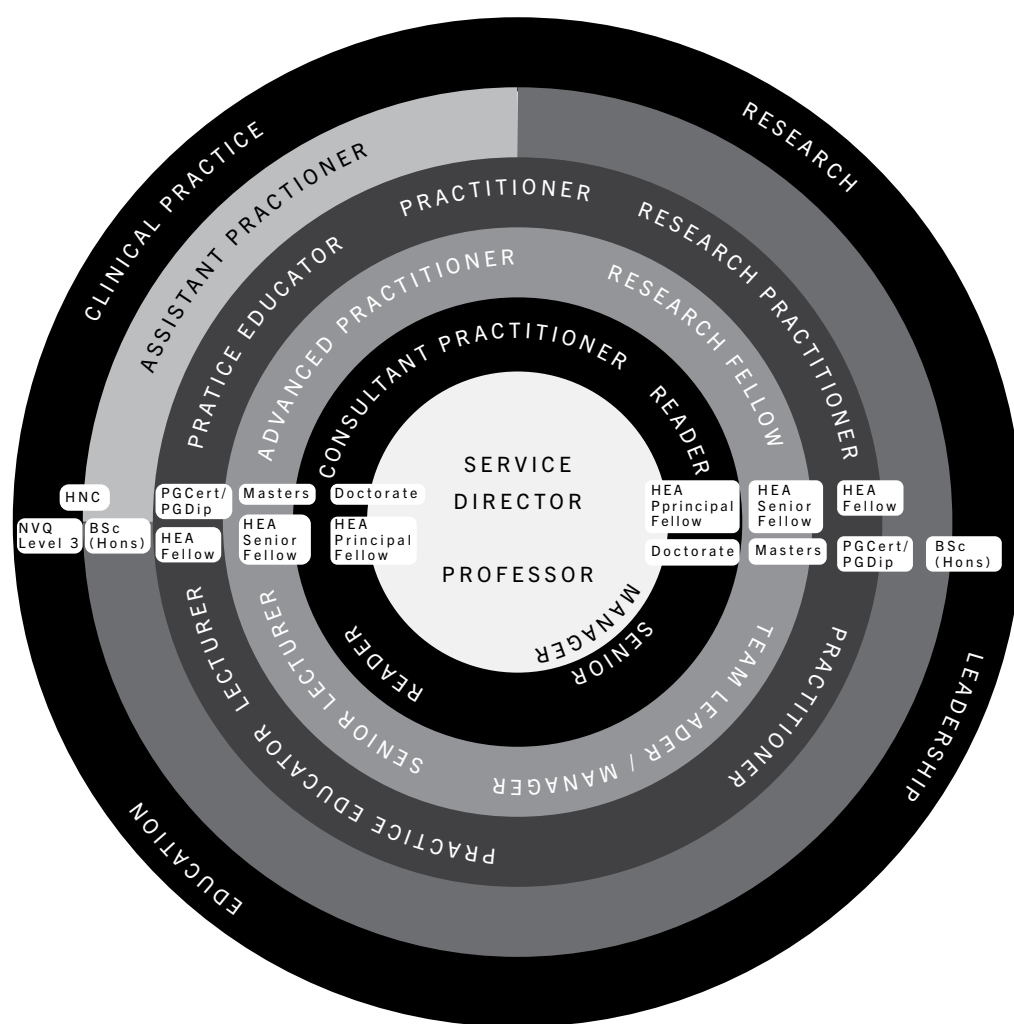 CLINICAL PRACTICE
RESEARCH
ASSISTANT PRACTITIONER
PRACTITIONER
PRATICE EDUCATOR
RESEARCH PRACTITIONER
ADVANCED PRACTITIONER
RESEARCH FELLOW
CONSULTANT PRACTITIONER
READER
SERVICE
DIRECTOR
PROFESSOR
HNC
NVQ
Level 3
BSc
(Hons)
PGCert/
PGDip
HEA
Fellow
Masters
HEA
Senior
Fellow
Doctorate
HEA
Principal
Fellow
HEA
Pprincipal
Fellow
Doctorate
HEA
Senior
Fellow
Masters
HEA
Fellow
PGCert/
PGDip
BSc
(Hons)
SENIOR
MANAGER
READER
SENIOR LECTURER
TEAM LEADER / MANAGER
LECTURER
PRACTICE EDUCATOR
PRACTITIONER
EDUCATION
LEADERSHIP